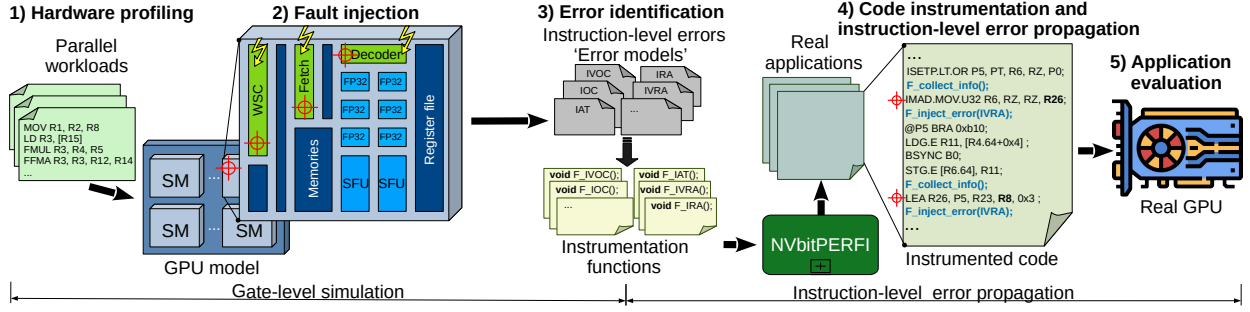 1) Hardware profiling
Parallel
workloads
MOV R1, R2, R8
LD R3, [R15]
FMUL R3, R4, R5
FFMA R3, R3, R12, R14
...
SM
...
SM
...
SM
GPU model
2) Fault injection
WSC
Fetch
Decoder
FP32
FP32
FP32
FP32
FP32
FP32
FP32
FP32
SFU
SFU
Memories
Register file
3) Error identification
Instruction-level errors
'Error models'
IVOC
IOC
IAT
IRA
IVRA
...
void F_IVOC();
void F_IOC();
...
void F_IAT();
void F_IVRA();
void F_IRA();
Instrumentation
functions
4) Code instrumentation and
instruction-level error propagation
Real
applications
NVbitPERFI
...
ISETP.LT.OR P5, PT, R6, RZ, P0;
F_collect_info();
IMAD.MOV.U32 R6, RZ, RZ, R26;
F_inject_error(IVRA);
@P5 BRA 0xb10;
LDG.E R11, [R4.64+0x4] ;
BSYNC B0;
STG.E [R6.64], R11;
F_collect_info();
LEA R26, P5, R23, R8, 0x3 ;
F_inject_error(IVRA);
...
Instrumented code
5) Application
evaluation
Real GPU
Gate-level simulation
Instruction-level error propagation